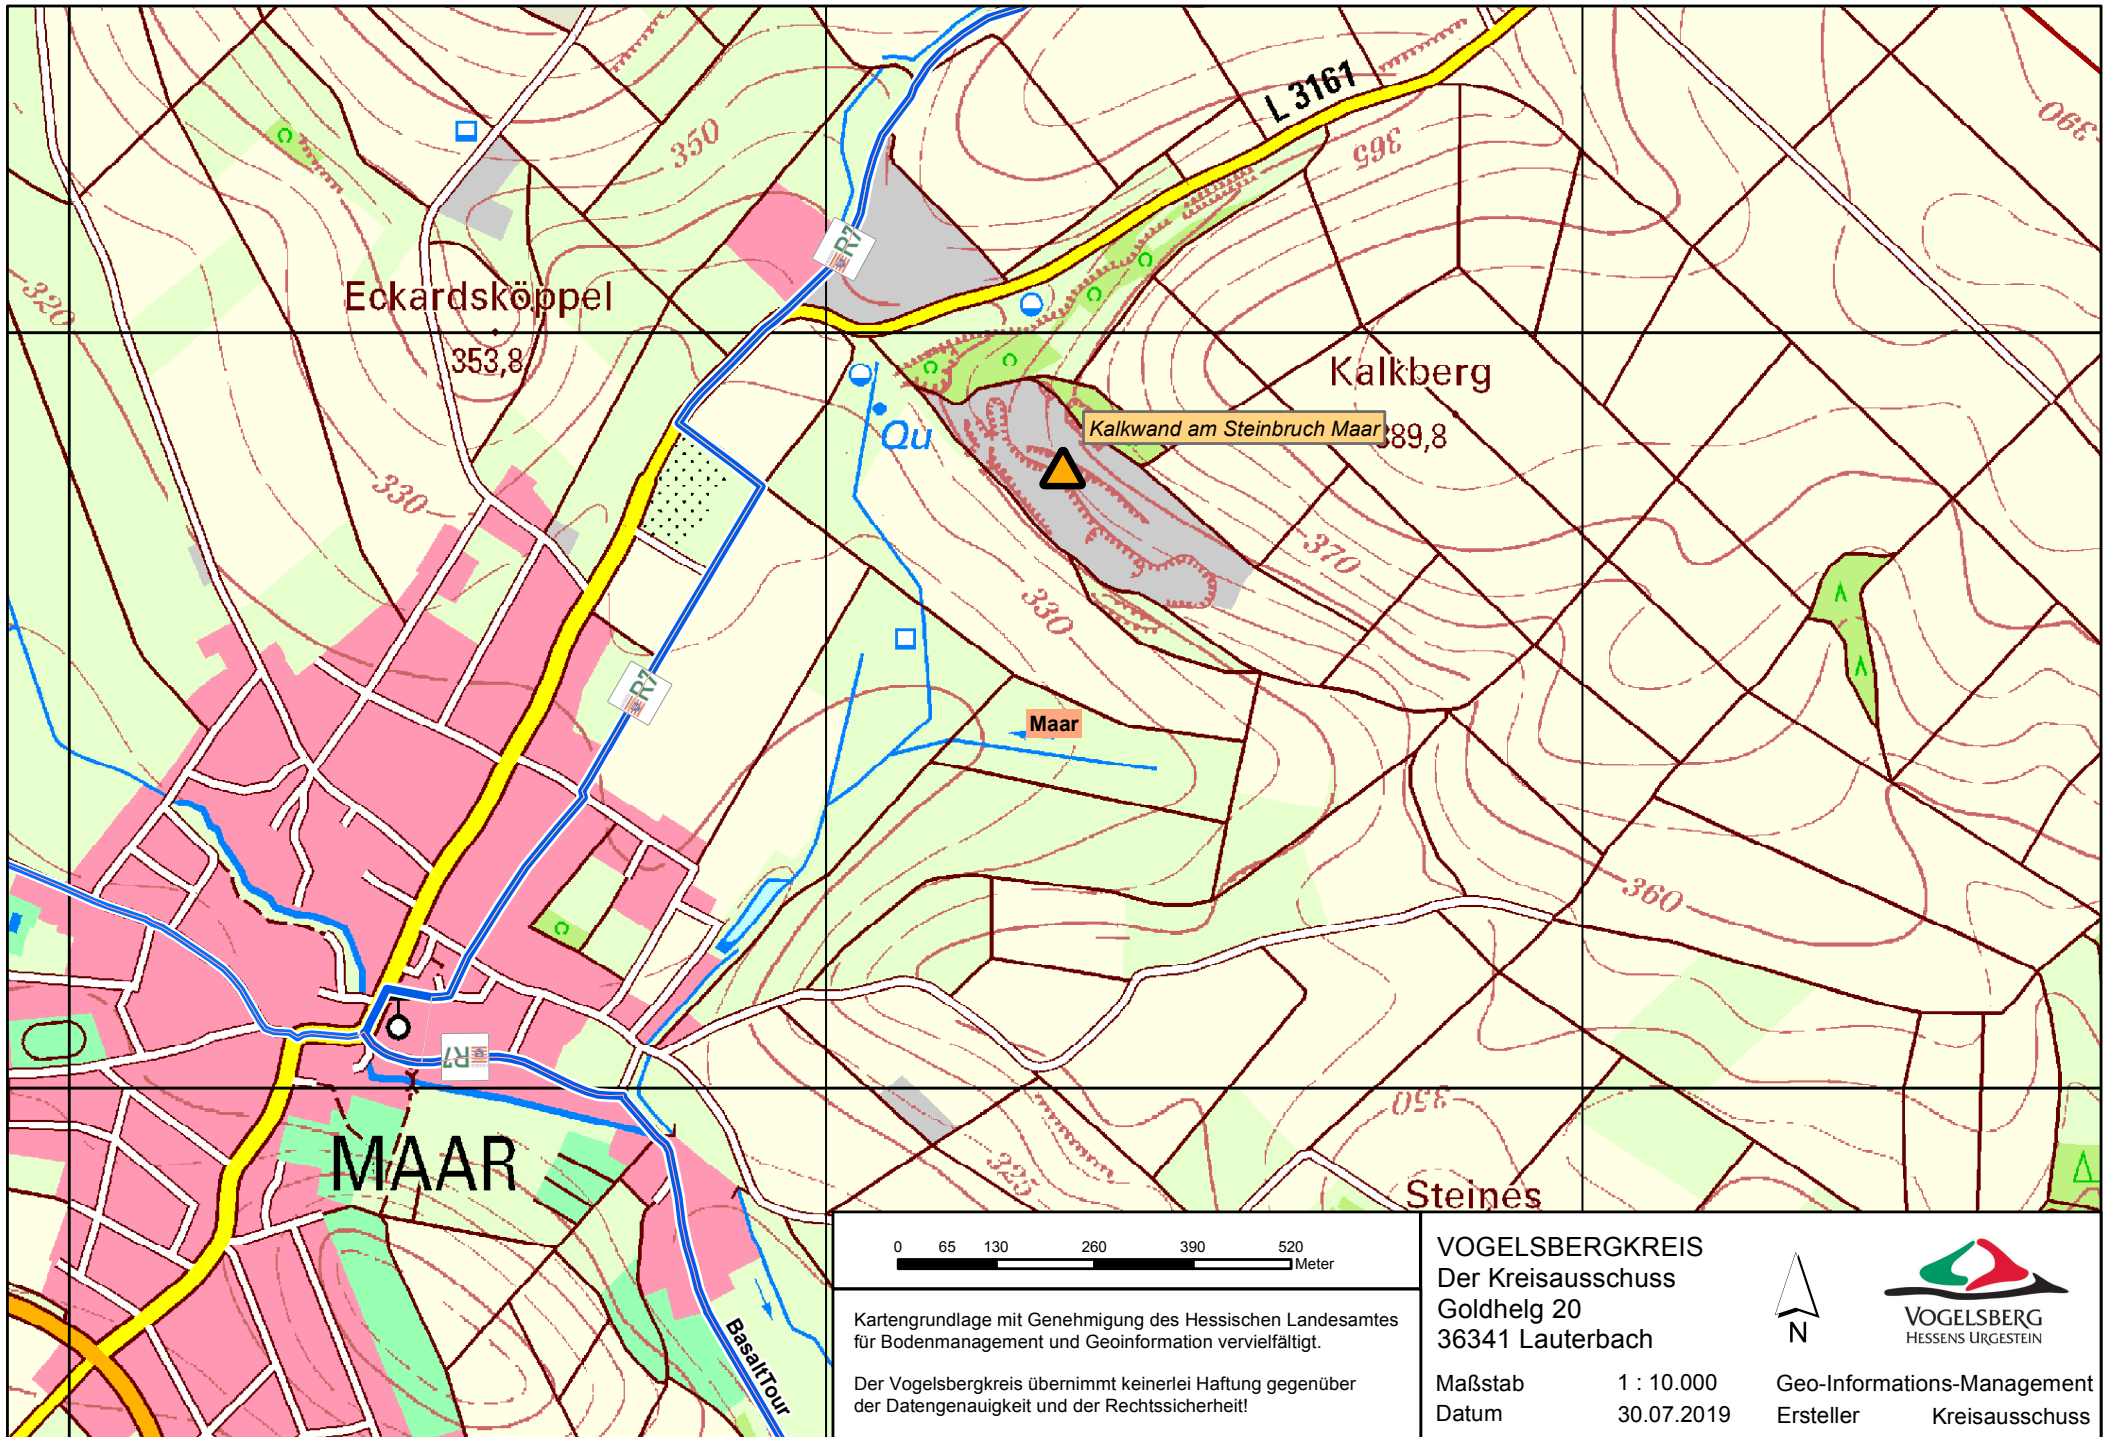 L 3161
390
350
365
R7
320
Eckardsköppel
353,8
Kalkberg
Kalkwand am Steinbruch Maar
89,8
Qu
330
370
330
R7
Maar
360
R7
350
MAAR
325
Steines
BasaltTour
0 65 130 260 390 520
Meter
Kartengrundlage mit Genehmigung des Hessischen Landesamtes
für Bodenmanagement und Geoinformation vervielfältigt.
Der Vogelsbergkreis übernimmt keinerlei Haftung gegenüber
der Datengenauigkeit und der Rechtssicherheit!
VOGELSBERGKREIS
Der Kreisausschuss
Goldhelg 20
36341 Lauterbach
N
VOGELSBERG
HESSENS URGESTEIN
Maßstab 1 : 10.000 Geo-Informations-Management
Datum 30.07.2019 Ersteller Kreisausschuss